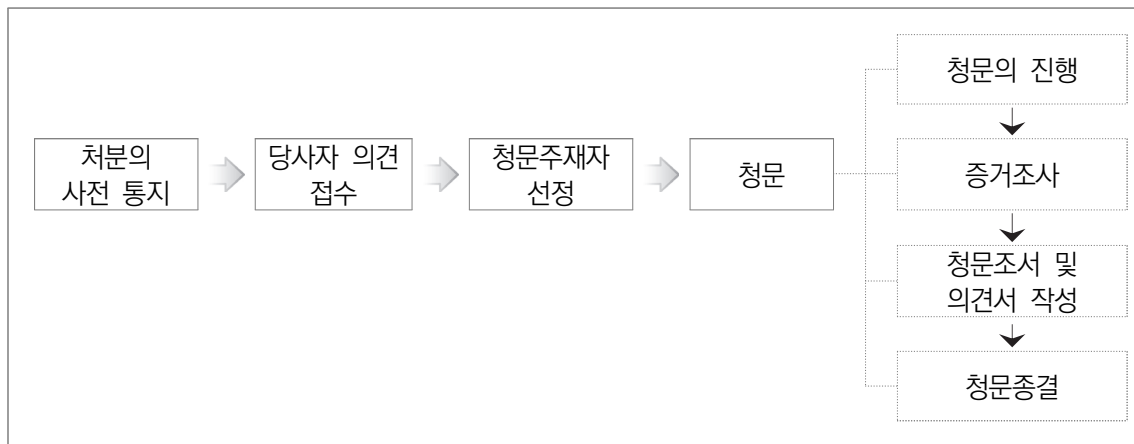 처분의
사전 통지
당사자 의견
접수
청문주재자
선정
청문
청문의 진행
증거조사
청문조서 및
의견서 작성
청문종결